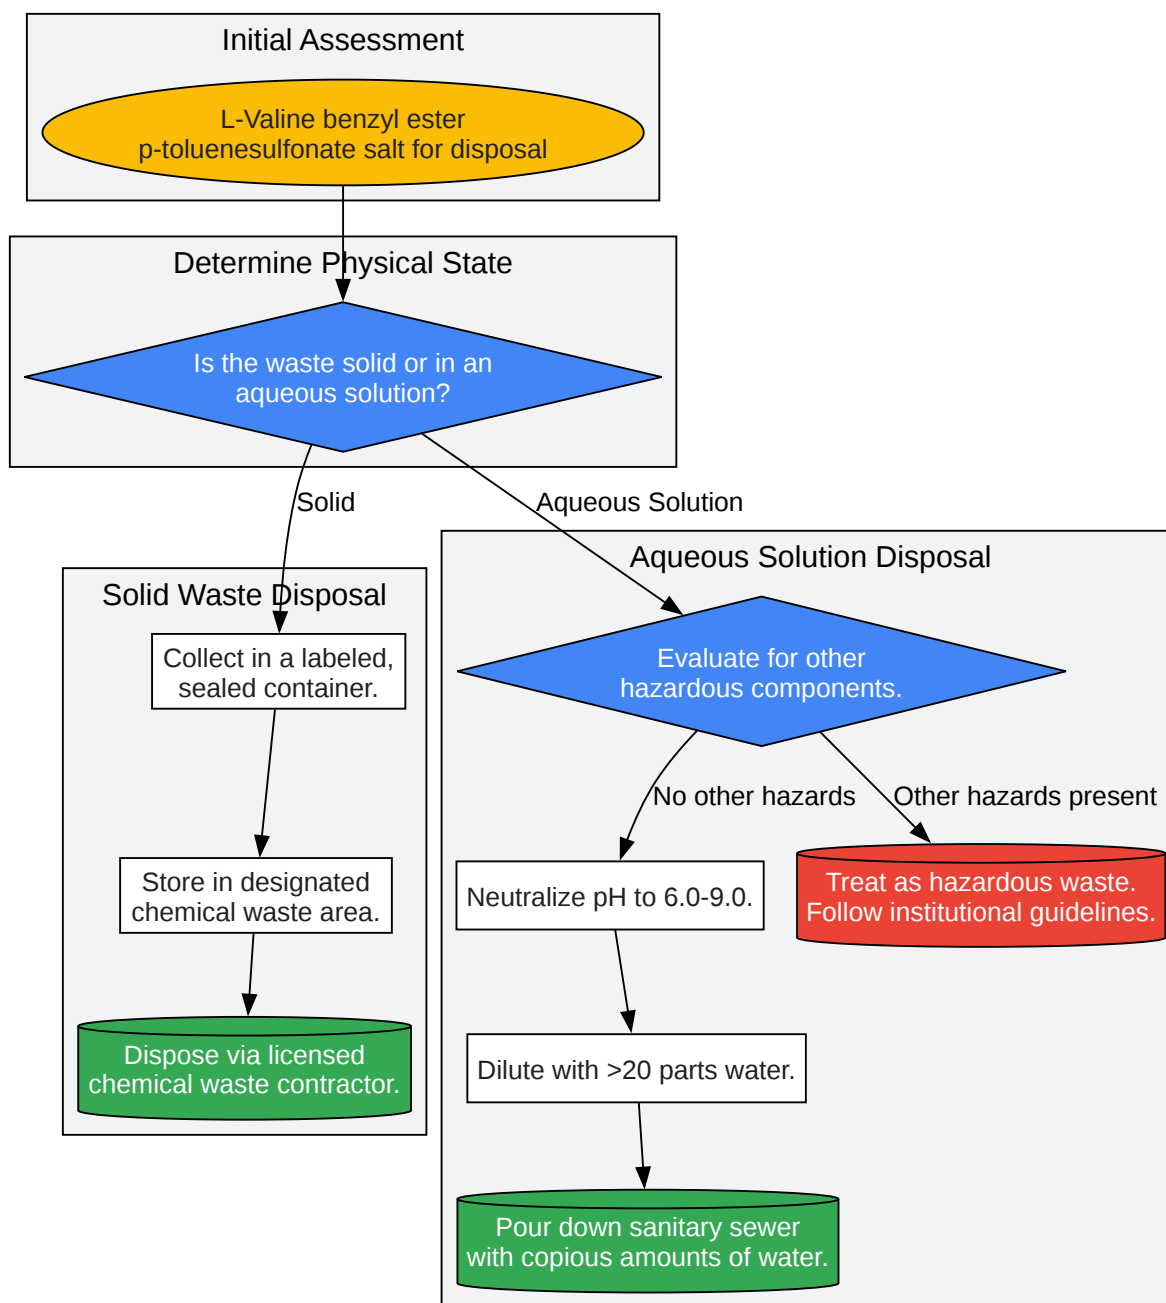 Initial Assessment
L-Valine benzyl ester
p-toluenesulfonate salt for disposal
Determine Physical State
Is the waste solid or in an
aqueous solution?
Solid
Aqueous Solution
Solid Waste Disposal
Collect in a labeled,
sealed container.
Store in designated
chemical waste area.
Dispose via licensed
chemical waste contractor.
Aqueous Solution Disposal
Evaluate for other
hazardous components.
No other hazards
Other hazards present
Neutralize pH to 6.0-9.0.
Treat as hazardous waste.
Follow institutional guidelines.
Dilute with >20 parts water.
Pour down sanitary sewer
with copious amounts of water.